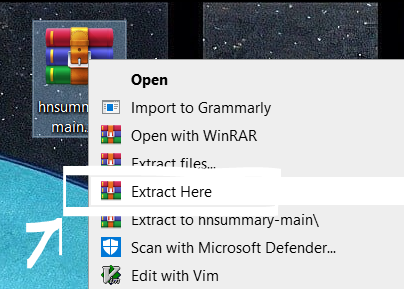 hnsumm
main.
Open
Import to Grammarly
Open with WinRAR
Extract files...
Extract Here
Extract to hnsummary-main\
Scan with Microsoft Defender...
Edit with Vim